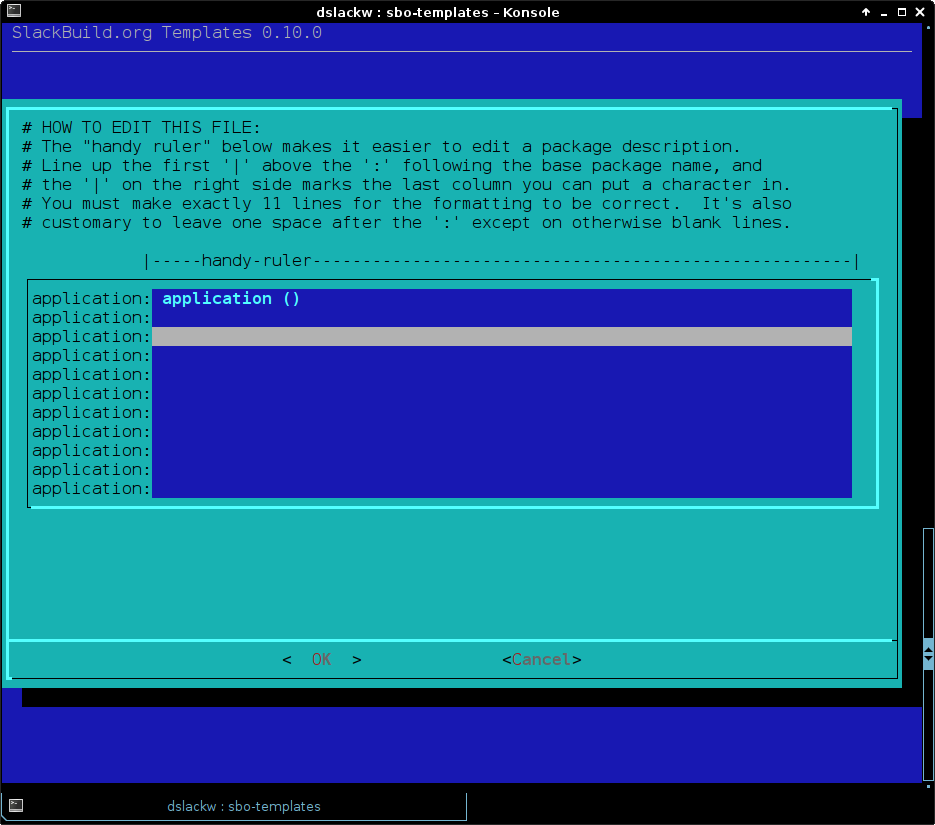 dslackw : sbo-templates – Konsole
SlackBuild.org Templates 0.10.0
# HOW TO EDIT THIS FILE:
# The "handy ruler" below makes it easier to edit a package description.
# Line up the first '|' above the ':' following the base package name, and
# the '|' on the right side marks the last column you can put a character in.
# You must make exactly 11 lines for the formatting to be correct.  It's also
# customary to leave one space after the ':' except on otherwise blank lines.
|-----handy-ruler------------------------------------------------------|
application: application ()
application:
application:
application:
application:
application:
application:
application:
application:
application:
application:
<  OK  > <Cancel>
dslackw : sbo-templates